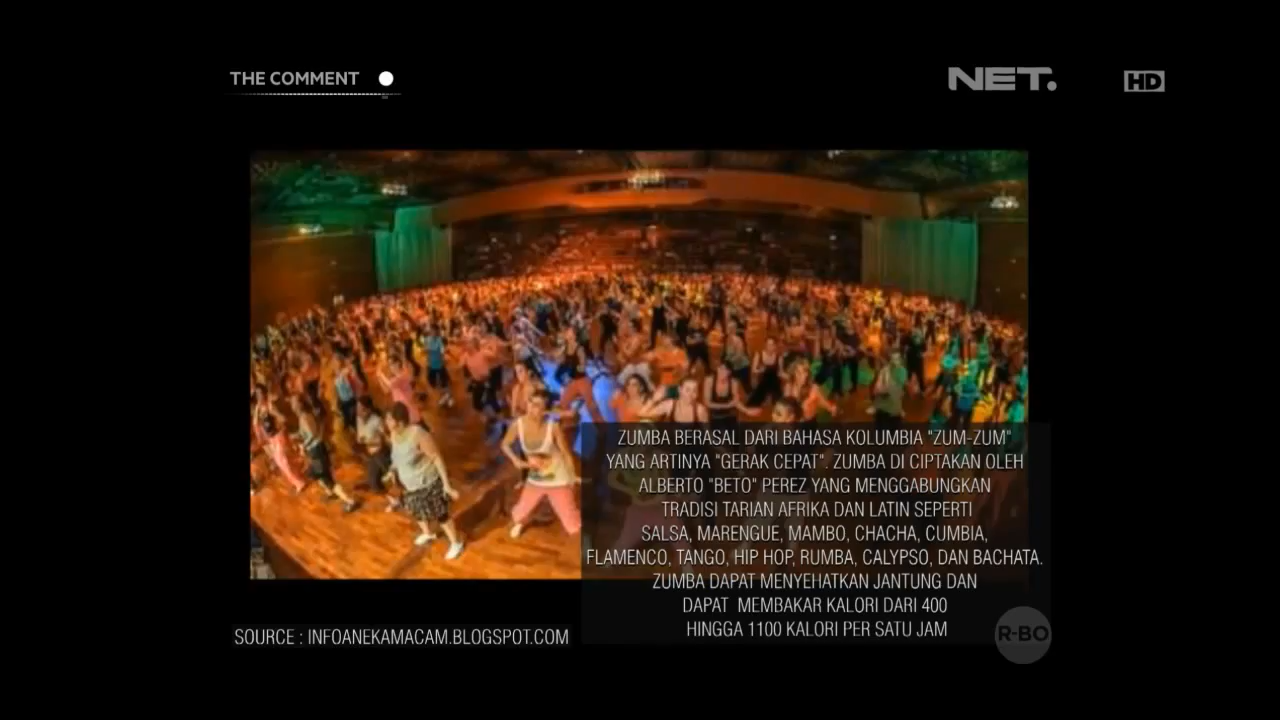 THE COMMENT
NET.
HD
ZUMBA BERASAL DARI BAHASA KOLUMBIA "ZUM-ZUM"
YANG ARTINYA "GERAK CEPAT". ZUMBA DI CIPTAKAN OLEH
ALBERTO "BETO" PEREZ YANG MENGGABUNGKAN
TRADISI TARIAN AFRIKA DAN LATIN SEPERTI
SALSA, MARENGUE, MAMBO, CHACHA, CUMBIA,
FLAMENCO, TANGO, HIP HOP, RUMBA, CALYPSO, DAN BACHATA.
ZUMBA DAPAT MENYEHATKAN JANTUNG DAN
DAPAT MEMBAKAR KALORI DARI 400
HINGGA 1100 KALORI PER SATU JAM
SOURCE : INFOANEKAMACAM.BLOGSPOT.COM
R-BO